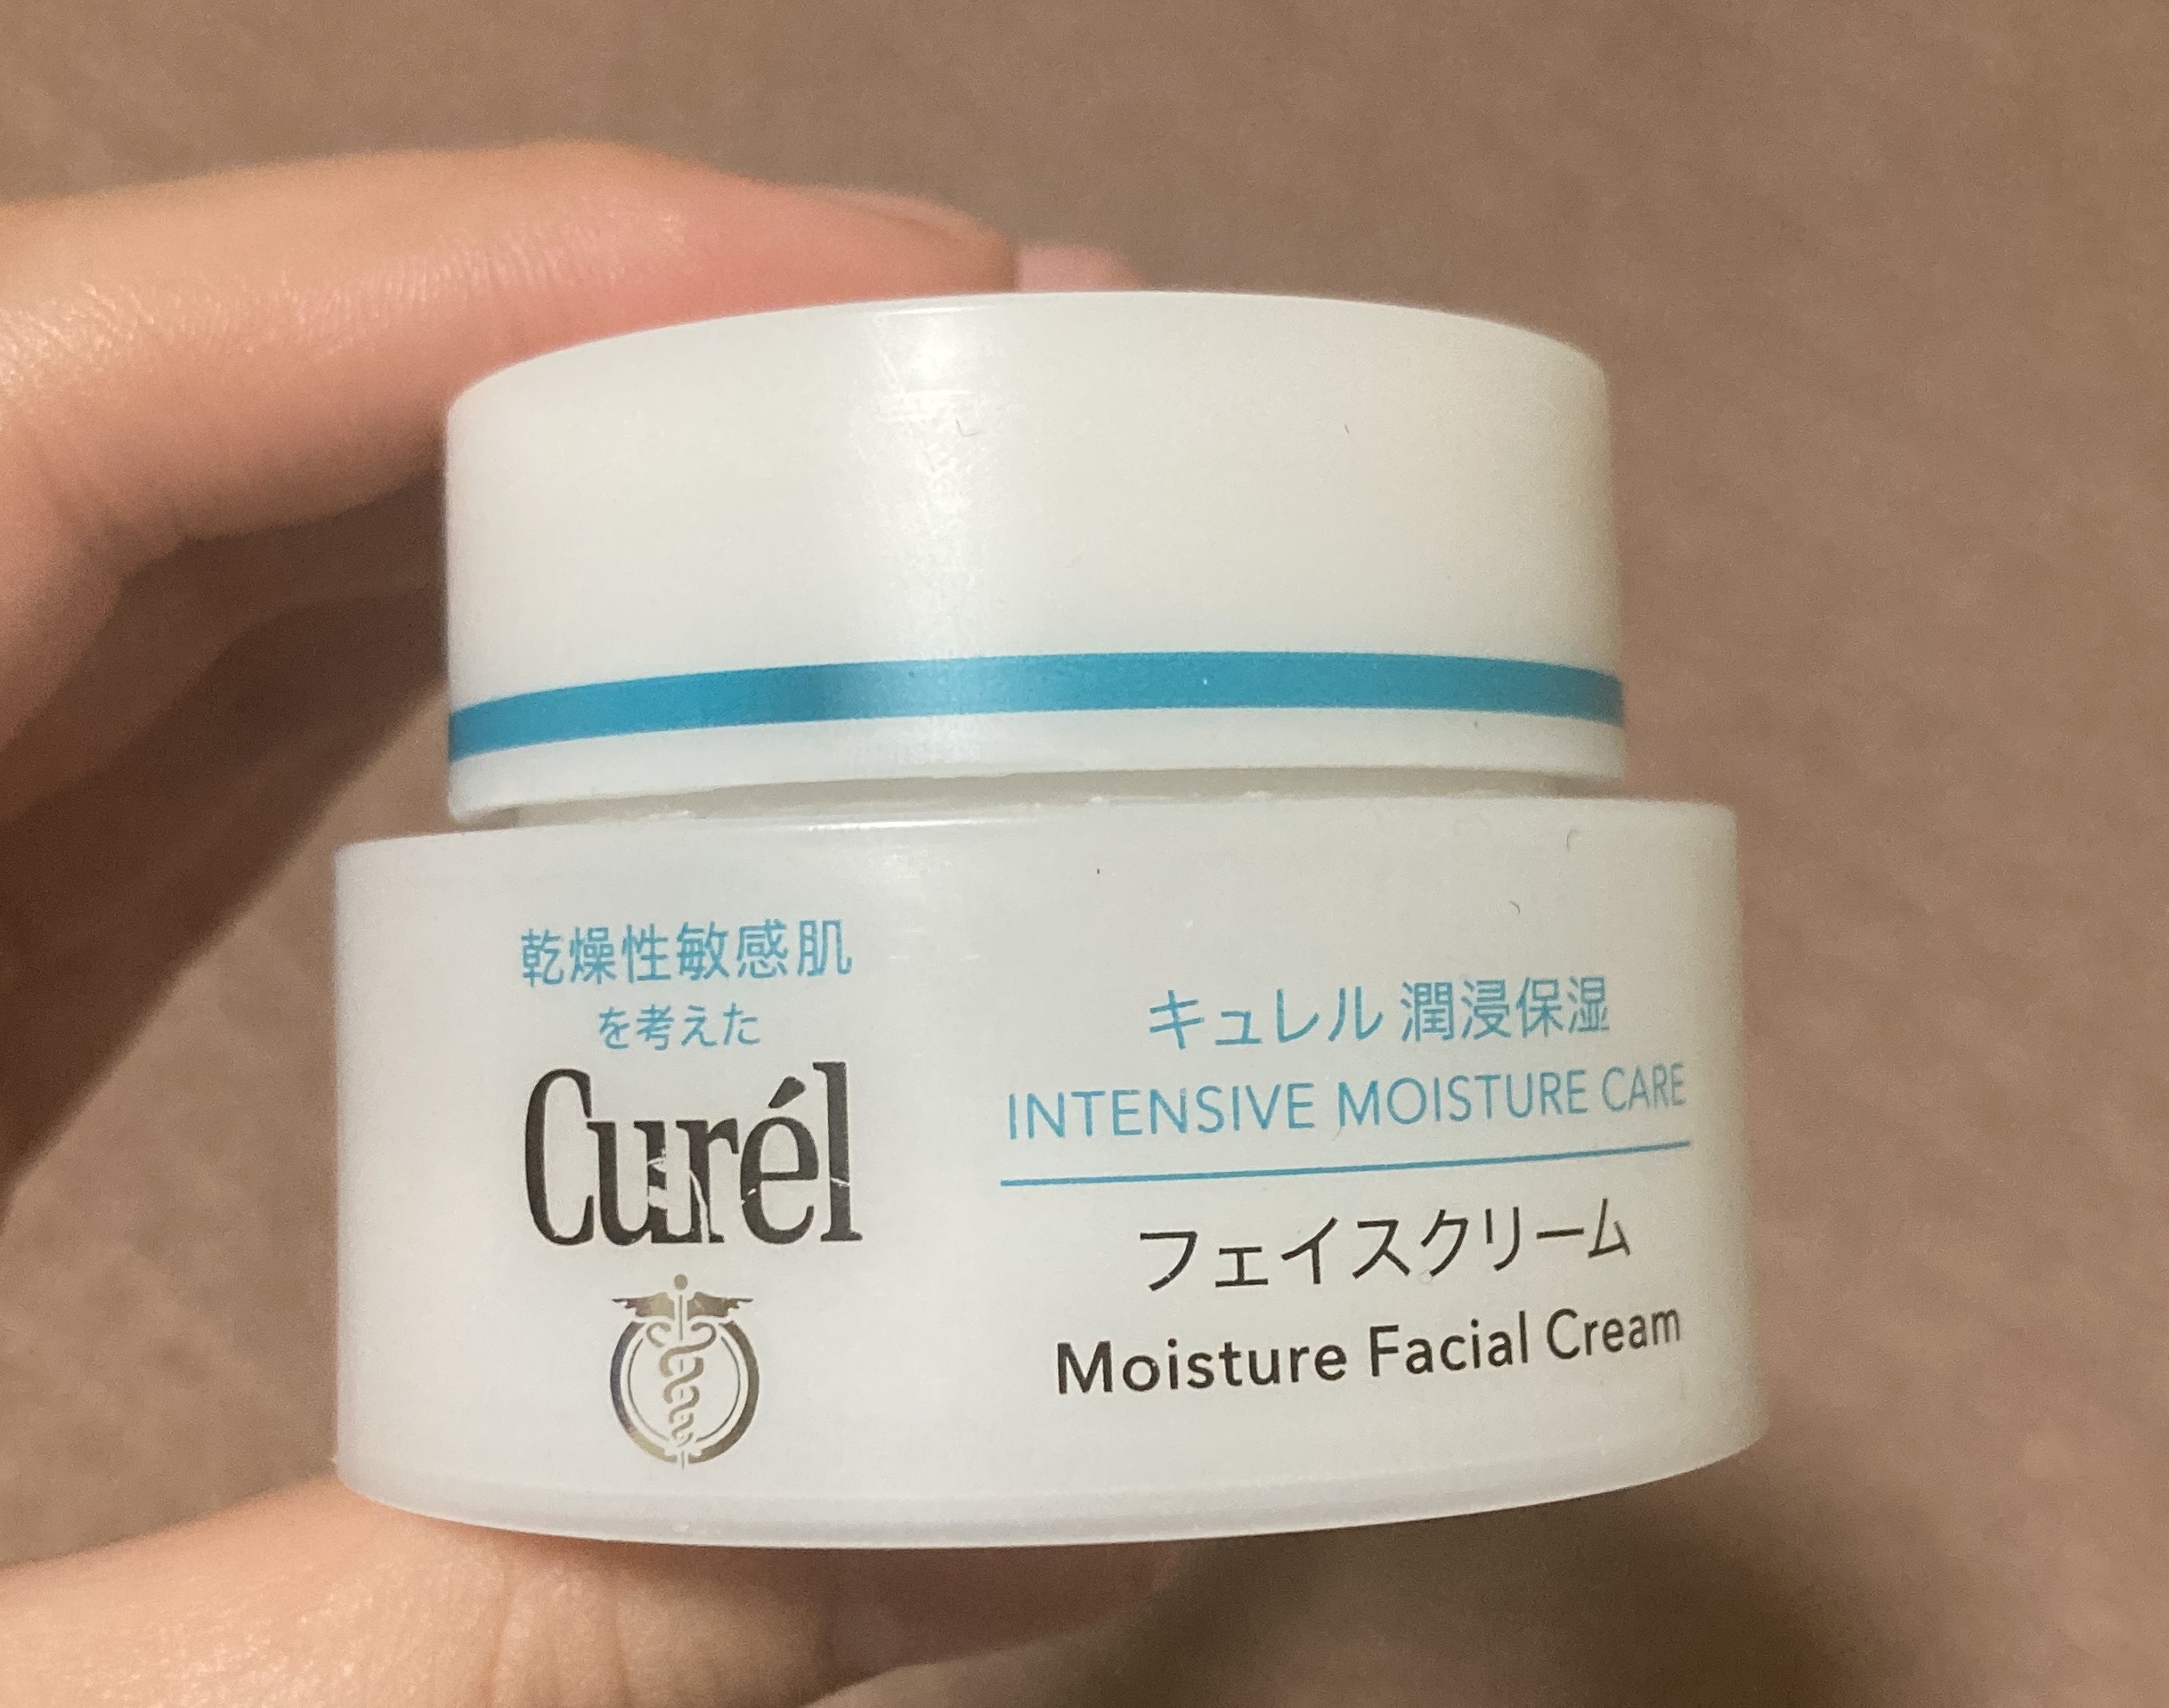 乾燥性敏感肌
を考えた
Curél
キュレル 潤浸保湿
INTENSIVE MOISTURE CARE
フェイスクリーム
Moisture Facial Cream